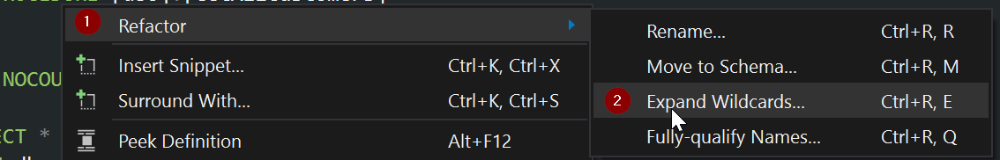 1 Refactor
Rename... Ctrl+R, R
Insert Snippet... Ctrl+K, Ctrl+X
Move to Schema... Ctrl+R, M
NOCOU
Surround With... Ctrl+K, Ctrl+S
2 Expand Wildcards... Ctrl+R, E
ECT *
Peek Definition Alt+F12
Fully-qualify Names... Ctrl+R, Q